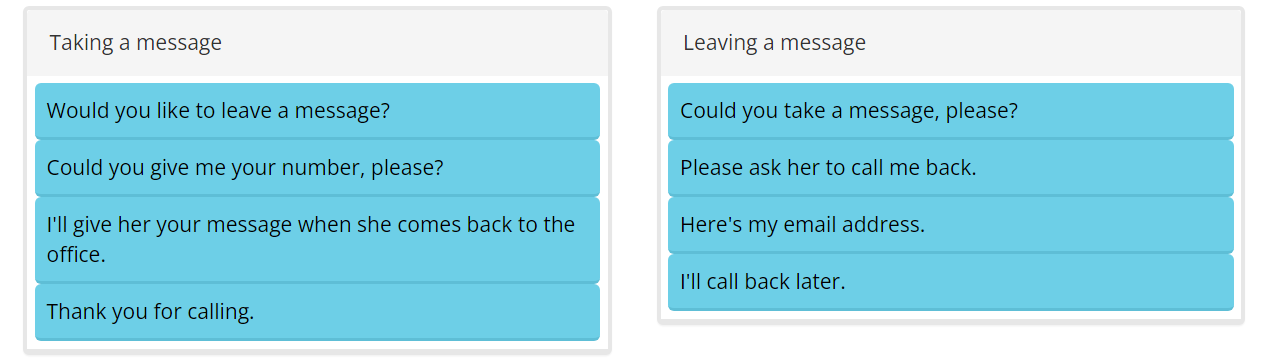 Taking a message
Would you like to leave a message?
Could you give me your number, please?
I'll give her your message when she comes back to the
office.
Thank you for calling.
Leaving a message
Could you take a message, please?
Please ask her to call me back.
Here's my email address.
I'll call back later.